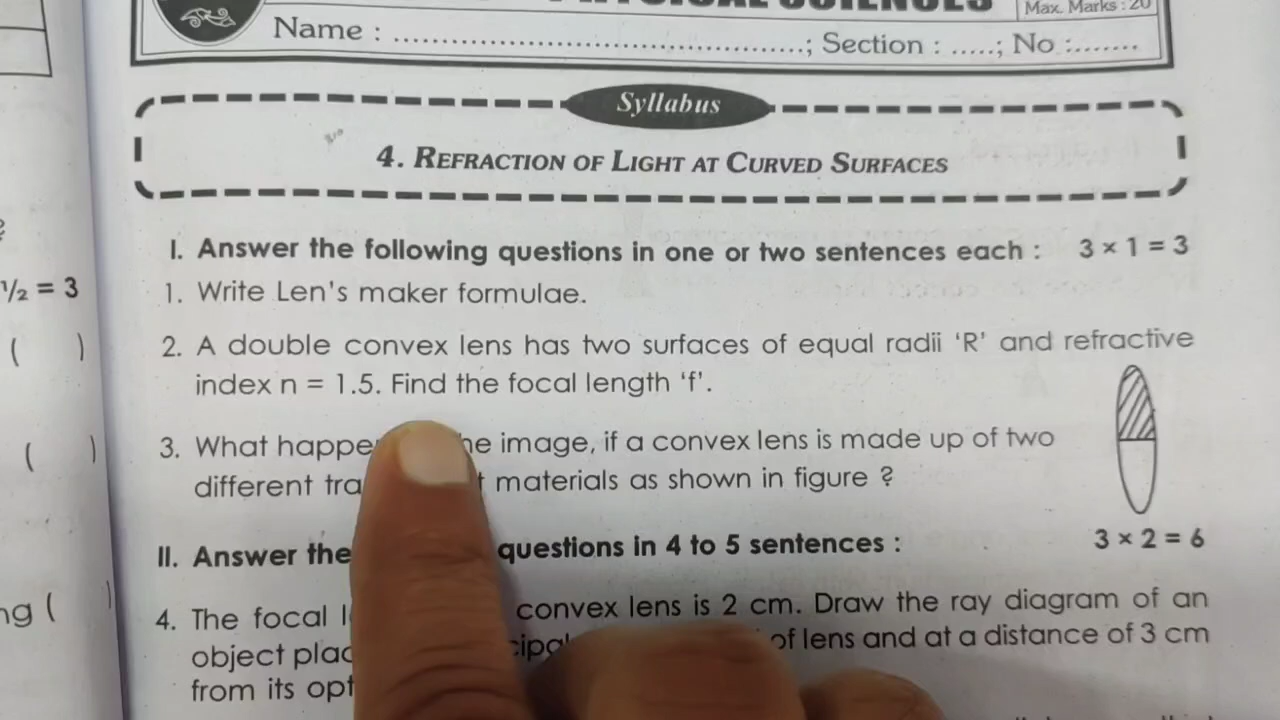 Max. Marks : 20
Name : ; Section : .....; No :.......
Syllabus
4. REFRACTION OF LIGHT AT CURVED SURFACES
I. Answer the following questions in one or two sentences each : 3 × 1 = 3
1. Write Len's maker formulae.
2. A double convex lens has two surfaces of equal radii 'R' and refractive
index n = 1.5. Find the focal length 'f'.
3. What image, if a convex lens is made up of two
different materials as shown in figure ?
II. Answer the questions in 4 to 5 sentences : 3 × 2 = 6
4. The focal convex lens is 2 cm. Draw the ray diagram of an
object of lens and at a distance of 3 cm
from its
½ = 3
( )
( )
ng ( )